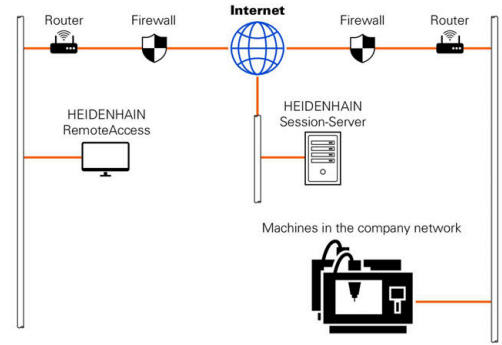 Internet
Router
Firewall
Firewall
Router
HEIDENHAIN
RemoteAccess
HEIDENHAIN
Session-Server
Machines in the company network